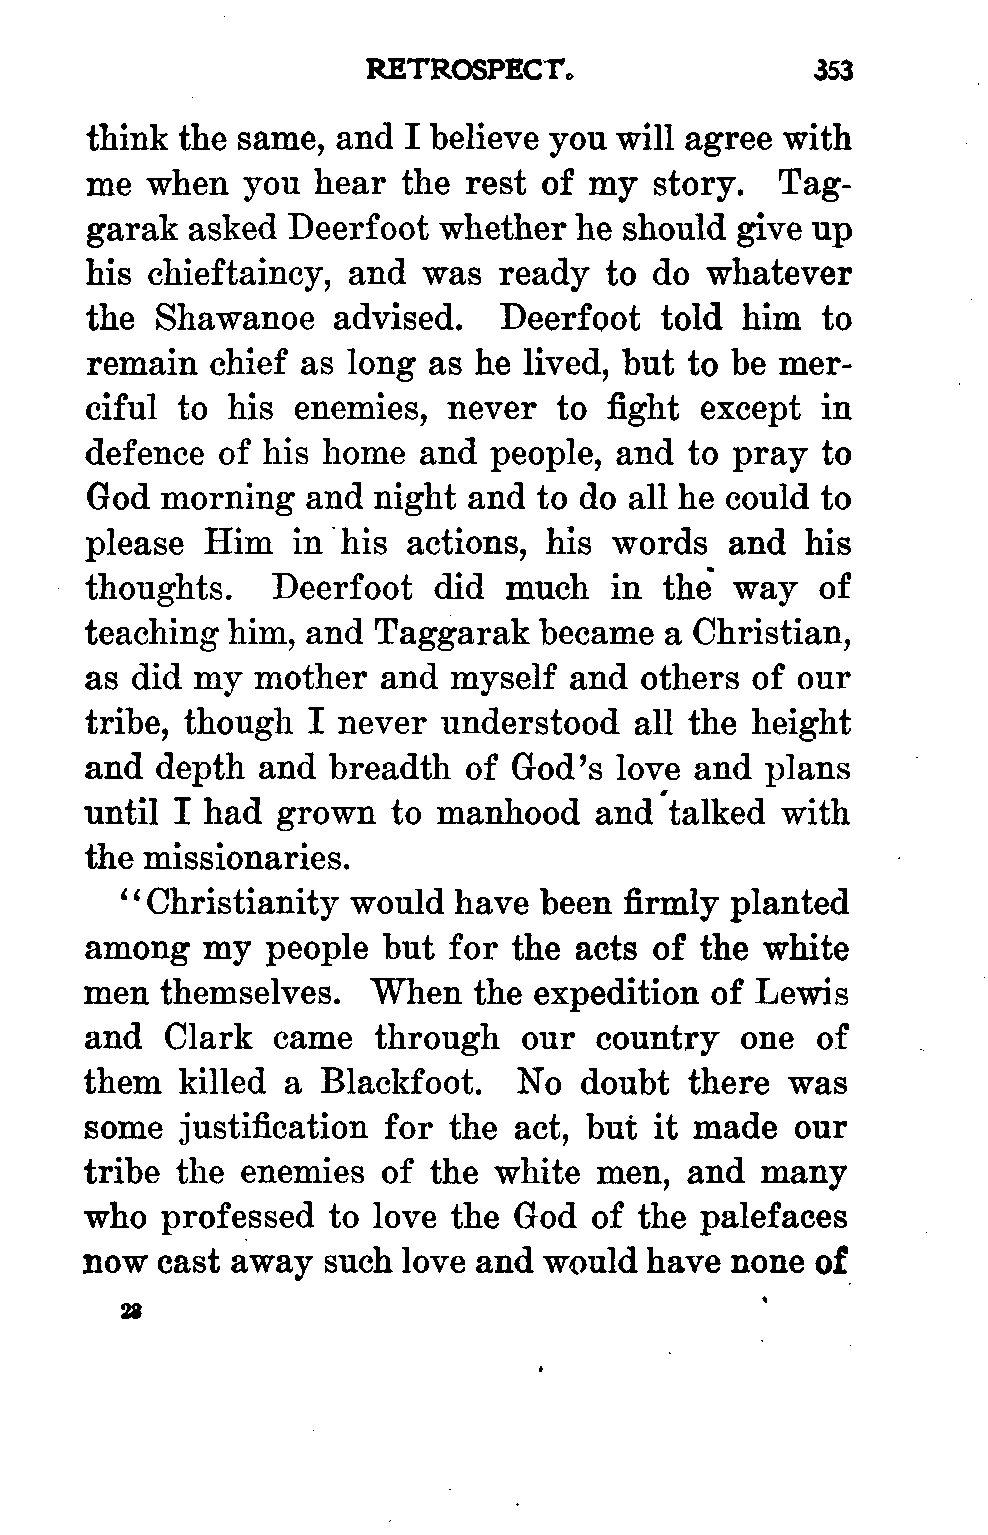 RETROSPECT. 353
think the same, and I believe you will agree with
me when you hear the rest of my story. Tag-
garak asked Deerfoot whether he should give up
his chieftaincy, and was ready to do whatever
the Shawanoe advised. Deerfoot told him to
remain chief as long as he lived, but to be mer-
ciful to his enemies, never to fight except in
defence of his home and people, and to pray to
God morning and night and to do all he could to
please Him in his actions, his words and his
thoughts. Deerfoot did much in the way of
teaching him, and Taggarak became a Christian,
as did my mother and myself and others of our
tribe, though I never understood all the height
and depth and breadth of God's love and plans
until I had grown to manhood and talked with
the missionaries.
"Christianity would have been firmly planted
among my people but for the acts of the white
men themselves. When the expedition of Lewis
and Clark came through our country one of
them killed a Blackfoot. No doubt there was
some justification for the act, but it made our
tribe the enemies of the white men, and many
who professed to love the God of the palefaces
now cast away such love and would have none of